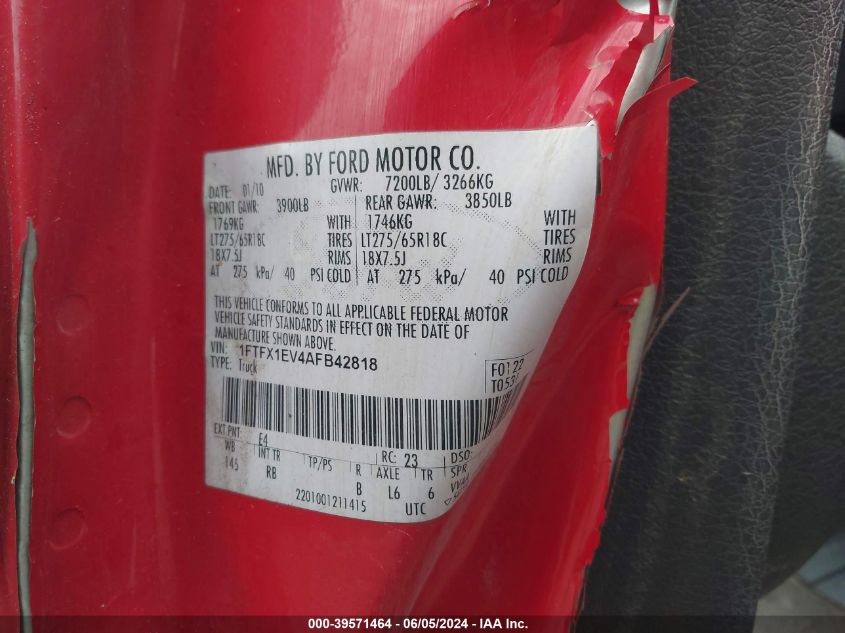 MFD. BY FORD MOTOR CO.
DATE: 01/10 GVWR: 7200LB/ 3266KG
FRONT GAWR: 3900LB REAR GAWR: 3850LB
1769KG WITH 1746KG WITH
LT275/65R18C TIRES LT275/65R18C TIRES
18X7.5J RIMS 18X7.5J RIMS
AT 275 kPa/ 40 PSI COLD AT 275 kPa/ 40 PSI COLD
THIS VEHICLE CONFORMS TO ALL APPLICABLE FEDERAL MOTOR
VEHICLE SAFETY STANDARDS IN EFFECT ON THE DATE OF
MANUFACTURE SHOWN ABOVE.
VIN: 1FTFX1EV4AFB42818
TYPE: Truck
F0122
EXT PNT: E4 RC: 23 DSO:
WB INT TR TP/PS R AXLE TR SPR
145 RB B L6 6
2201001211415 UTC
000-39571464 - 06/05/2024 - IAA Inc.